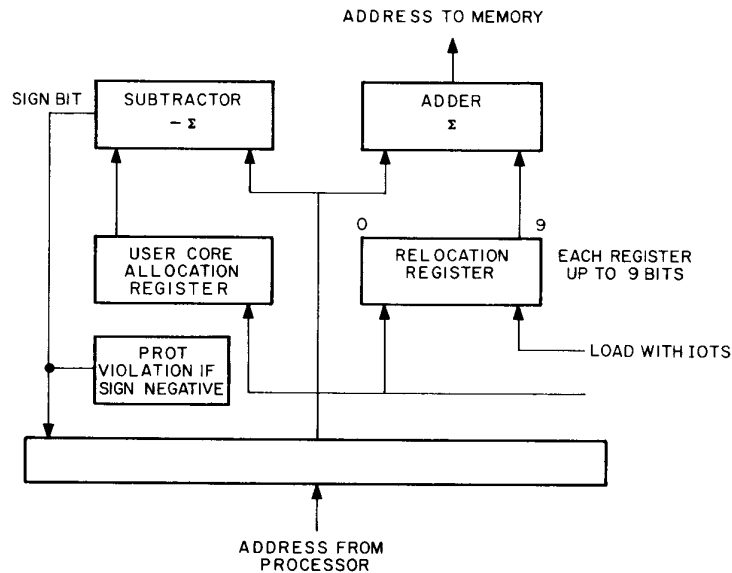 ADDRESS TO MEMORY
SIGN BIT
SUBTRACTOR
- Σ
ADDER
Σ
USER CORE
ALLOCATION
REGISTER
0
9
RELOCATION
REGISTER
EACH REGISTER
UP TO 9 BITS
LOAD WITH IOTS
PROT
VIOLATION IF
SIGN NEGATIVE
ADDRESS FROM
PROCESSOR